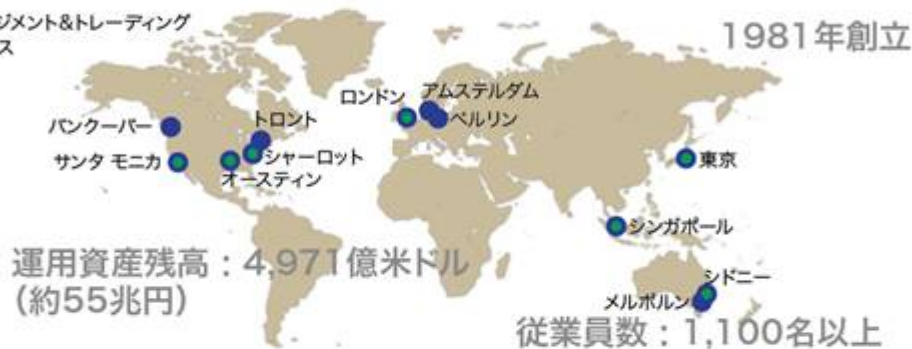 ジメント&トレーディング
ス
1981年創立
ロンドン
アムステルダム
ベルリン
バンクーバー
トロント
サンタ モニカ
シャーロット
オースティン
東京
シンガポール
運用資産残高：4,971億米ドル
（約55兆円）
シドニー
メルボルン
従業員数：1,100名以上